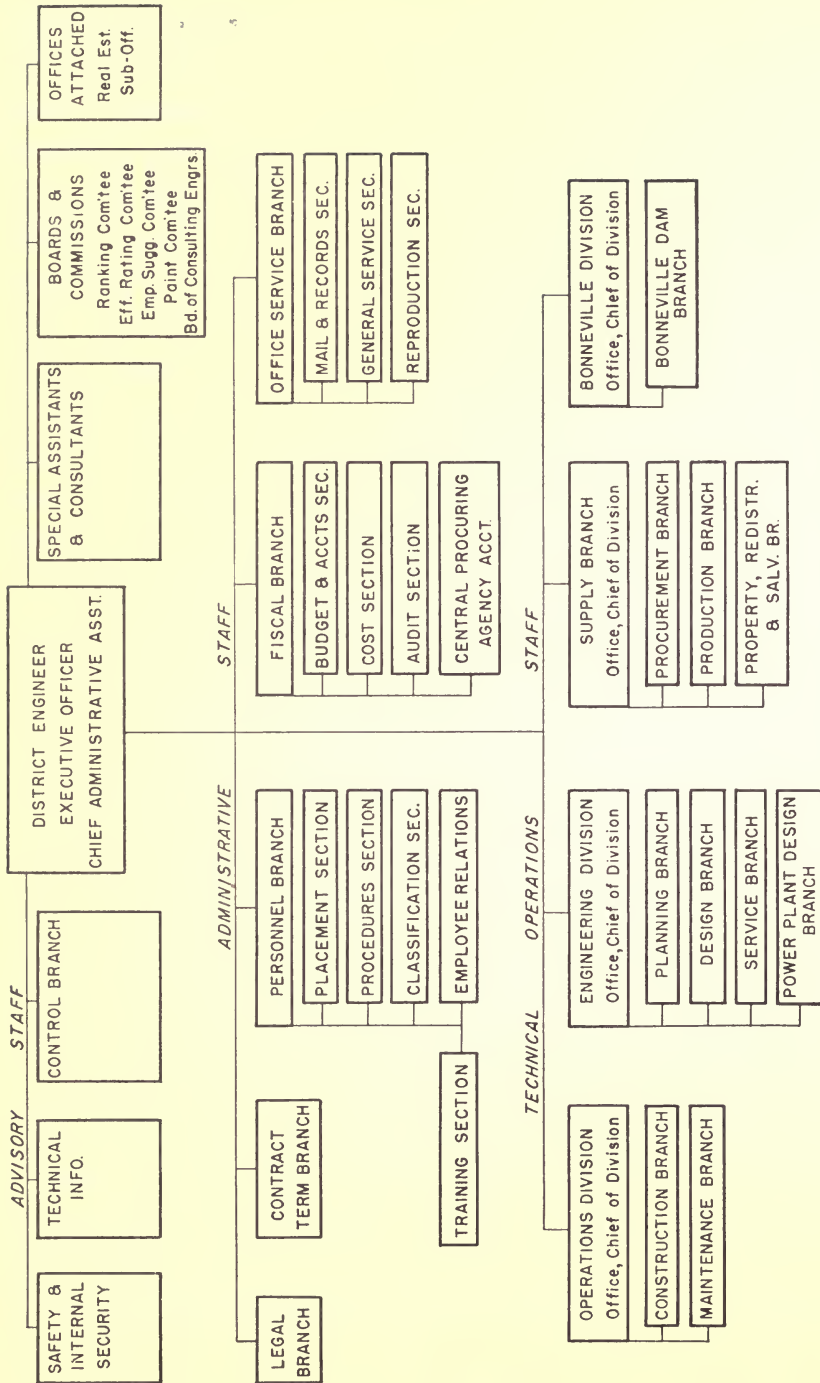 DISTRICT ENGINEER
EXECUTIVE OFFICER
CHIEF ADMINISTRATIVE ASST.
ADVISORY STAFF
SAFETY &
INTERNAL
SECURITY
TECHNICAL
INFO.
CONTROL BRANCH
SPECIAL ASSISTANTS
& CONSULTANTS
BOARDS &
COMMISSIONS
Ranking Com'tee
Eff. Rating Com'tee
Emp. Sugg. Com'tee
Paint Com'tee
Bd. of Consulting Engrs.
OFFICES
ATTACHED
Real Est.
Sub-Off.
ADMINISTRATIVE STAFF
LEGAL
BRANCH
CONTRACT
TERM BRANCH
PERSONNEL BRANCH
PLACEMENT SECTION
PROCEDURES SECTION
CLASSIFICATION SEC.
EMPLOYEE RELATIONS
TRAINING SECTION
FISCAL BRANCH
BUDGET & ACCTS SEC.
COST SECTION
AUDIT SECTION
CENTRAL PROCURING
AGENCY ACCT.
OFFICE SERVICE BRANCH
MAIL & RECORDS SEC.
GENERAL SERVICE SEC.
REPRODUCTION SEC.
TECHNICAL OPERATIONS STAFF
OPERATIONS DIVISION
Office, Chief of Division
CONSTRUCTION BRANCH
MAINTENANCE BRANCH
ENGINEERING DIVISION
Office, Chief of Division
PLANNING BRANCH
DESIGN BRANCH
SERVICE BRANCH
POWER PLANT DESIGN
BRANCH
SUPPLY BRANCH
Office, Chief of Division
PROCUREMENT BRANCH
PRODUCTION BRANCH
PROPERTY, REDISTR.
& SALV. BR.
BONNEVILLE DIVISION
Office, Chief of Division
BONNEVILLE DAM
BRANCH